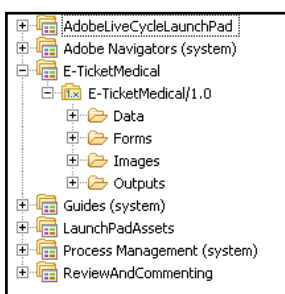 AdobeLiveCycleLaunchPad
Adobe Navigators (system)
E-TicketMedical
1.x E-TicketMedical/1.0
Data
Forms
Images
Outputs
Guides (system)
LaunchPadAssets
Process Management (system)
ReviewAndCommenting